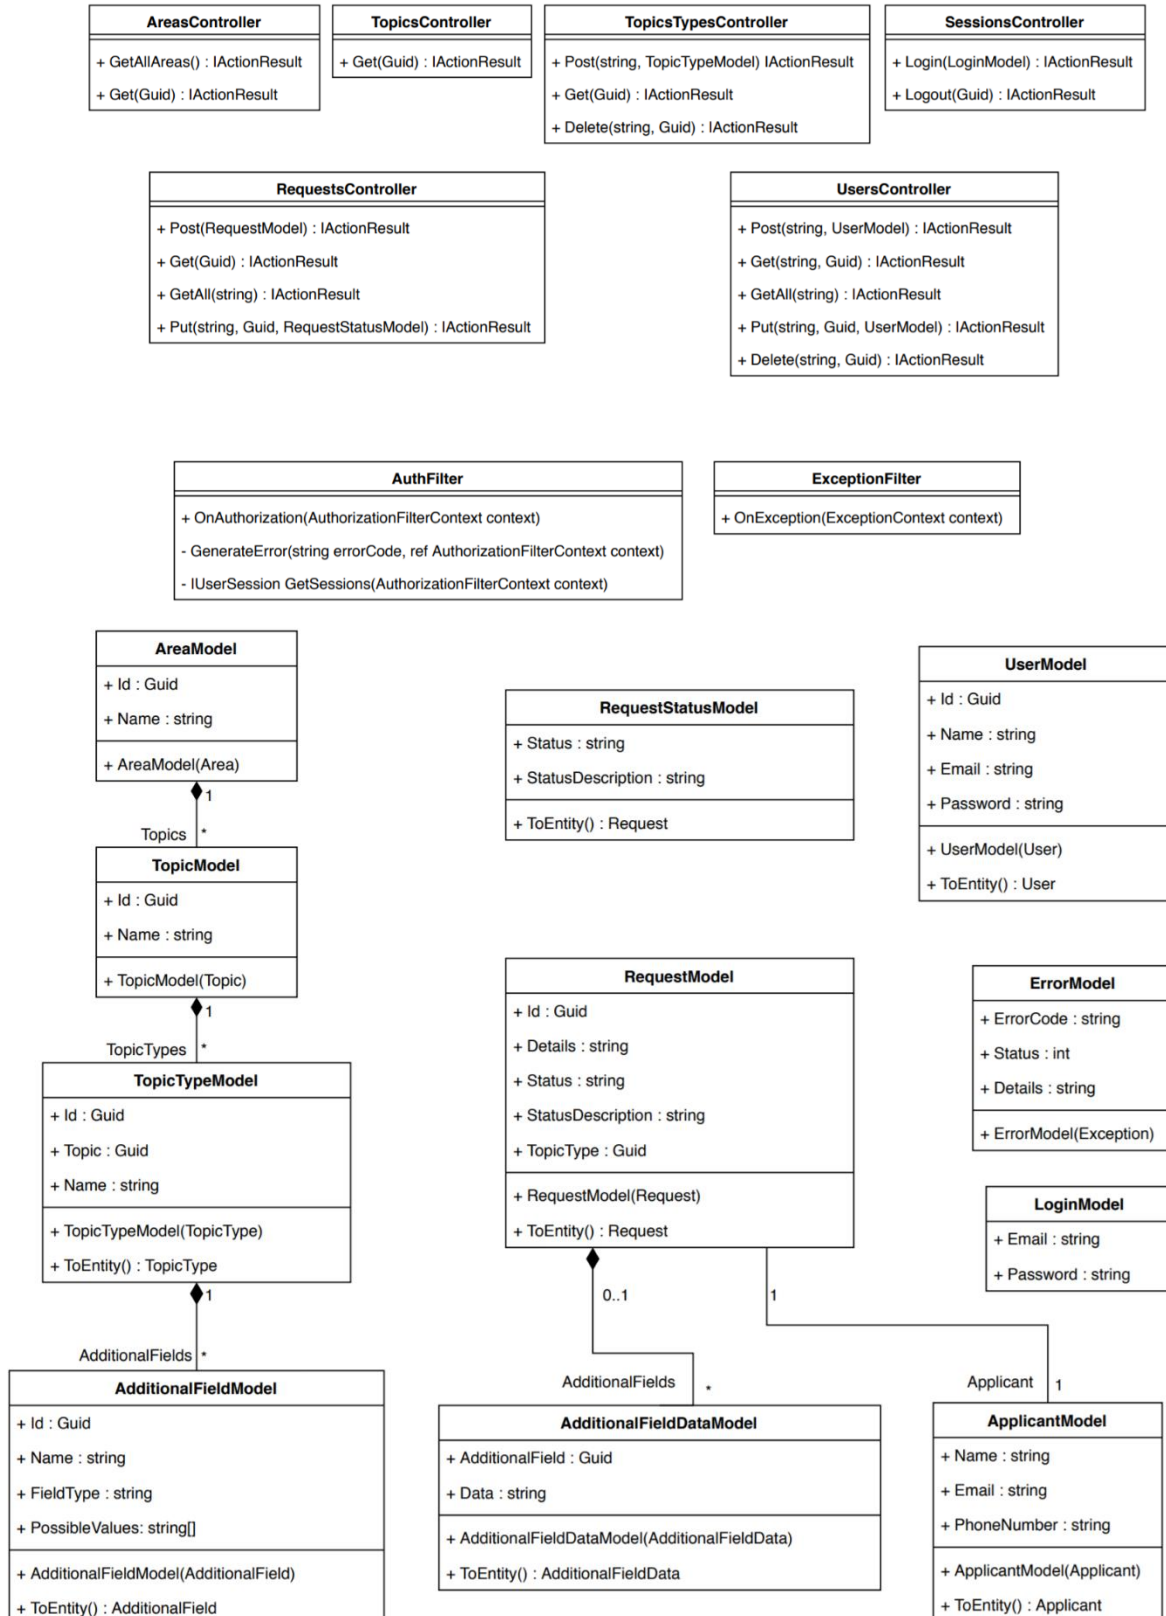 AreasController
+ GetAllAreas() : IActionResult
+ Get(Guid) : IActionResult
TopicsController
+ Get(Guid) : IActionResult
TopicsTypesController
+ Post(string, TopicTypeModel) IActionResult
+ Get(Guid) : IActionResult
+ Delete(string, Guid) : IActionResult
SessionsController
+ Login(LoginModel) : IActionResult
+ Logout(Guid) : IActionResult
RequestsController
+ Post(RequestModel) : IActionResult
+ Get(Guid) : IActionResult
+ GetAll(string) : IActionResult
+ Put(string, Guid, RequestStatusModel) : IActionResult
UsersController
+ Post(string, UserModel) : IActionResult
+ Get(string, Guid) : IActionResult
+ GetAll(string) : IActionResult
+ Put(string, Guid, UserModel) : IActionResult
+ Delete(string, Guid) : IActionResult
AuthFilter
+ OnAuthorization(AuthorizationFilterContext context)
- GenerateError(string errorCode, ref AuthorizationFilterContext context)
- IUserSession GetSessions(AuthorizationFilterContext context)
ExceptionFilter
+ OnException(ExceptionContext context)
AreaModel
+ Id : Guid
+ Name : string
+ AreaModel(Area)
1
Topics *
TopicModel
+ Id : Guid
+ Name : string
+ TopicModel(Topic)
1
TopicTypes *
TopicTypeModel
+ Id : Guid
+ Topic : Guid
+ Name : string
+ TopicTypeModel(TopicType)
+ ToEntity() : TopicType
1
AdditionalFields *
AdditionalFieldModel
+ Id : Guid
+ Name : string
+ FieldType : string
+ PossibleValues: string[]
+ AdditionalFieldModel(AdditionalField)
+ ToEntity() : AdditionalField
RequestStatusModel
+ Status : string
+ StatusDescription : string
+ ToEntity() : Request
RequestModel
+ Id : Guid
+ Details : string
+ Status : string
+ StatusDescription : string
+ TopicType : Guid
+ RequestModel(Request)
+ ToEntity() : Request
0..1
1
AdditionalFields *
AdditionalFieldDataModel
+ AdditionalField : Guid
+ Data : string
+ AdditionalFieldDataModel(AdditionalFieldData)
+ ToEntity() : AdditionalFieldData
UserModel
+ Id : Guid
+ Name : string
+ Email : string
+ Password : string
+ UserModel(User)
+ ToEntity() : User
ErrorModel
+ ErrorCode : string
+ Status : int
+ Details : string
+ ErrorModel(Exception)
LoginModel
+ Email : string
+ Password : string
Applicant 1
ApplicantModel
+ Name : string
+ Email : string
+ PhoneNumber : string
+ ApplicantModel(Applicant)
+ ToEntity() : Applicant